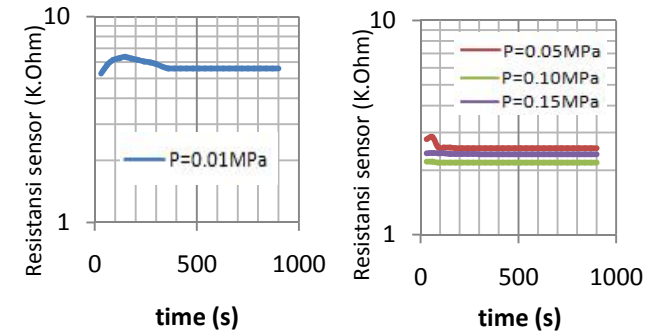 Resistansi sensor (K.Ohm)
10
1
P=0.01MPa
0
500
1000
time (s)
Resistansi sensor (K.Ohm)
10
1
P=0.05MPa
P=0.10MPa
P=0.15MPa
0
500
1000
time (s)